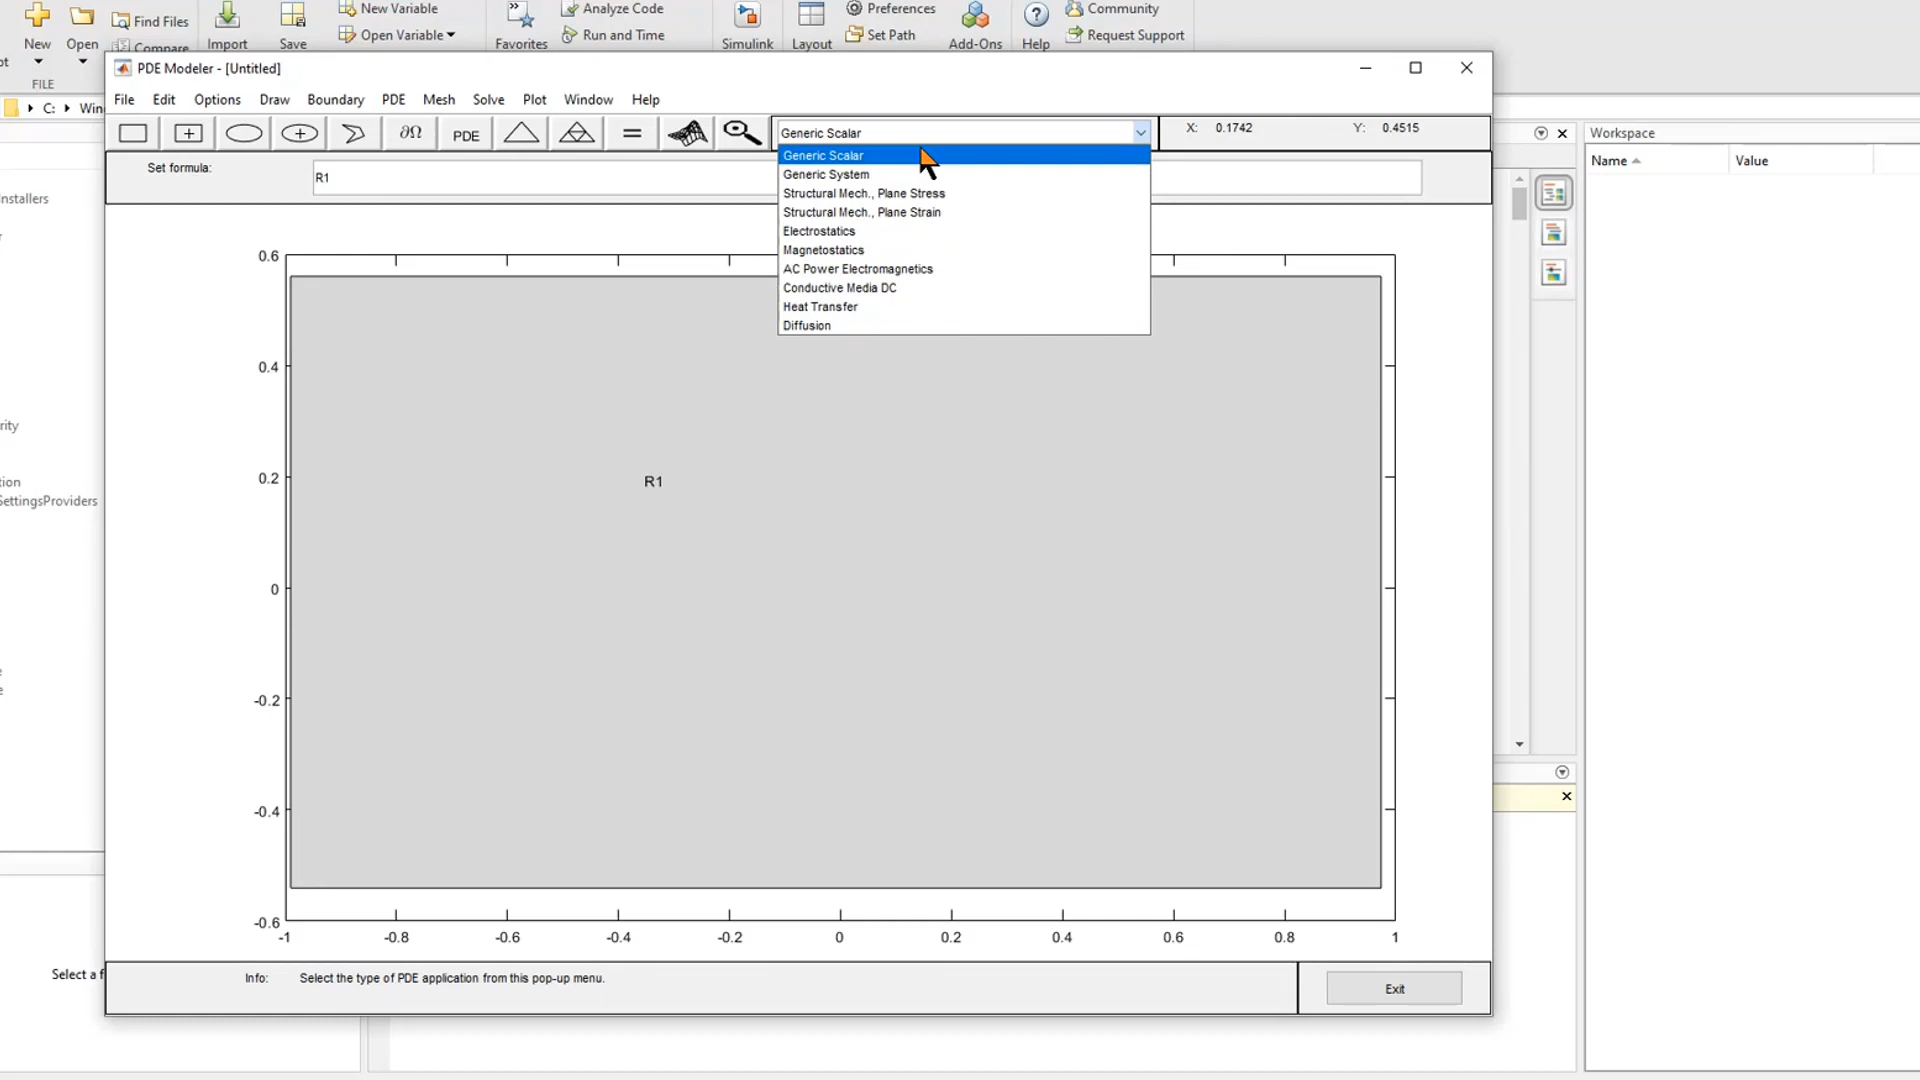 New
Open
Find Files
Compare
Import
Save
New Variable
Open Variable
Favorites
Analyze Code
Run and Time
Simulink
Layout
Preferences
Set Path
Add-Ons
Help
Community
Request Support
FILE
C:
PDE Modeler - [Untitled]
File Edit Options Draw Boundary PDE Mesh Solve Plot Window Help
∂Ω
PDE
Generic Scalar
X: 0.1742 Y: 0.4515
Set formula:
R1
Generic Scalar
Generic System
Structural Mech., Plane Stress
Structural Mech., Plane Strain
Electrostatics
Magnetostatics
AC Power Electromagnetics
Conductive Media DC
Heat Transfer
Diffusion
0.6
0.4
0.2
0
-0.2
-0.4
-0.6
R1
-1 -0.8 -0.6 -0.4 -0.2 0 0.2 0.4 0.6 0.8 1
Info: Select the type of PDE application from this pop-up menu.
Exit
Workspace
Name Value
nstallers
rity
tion
SettingsProviders
Select a f